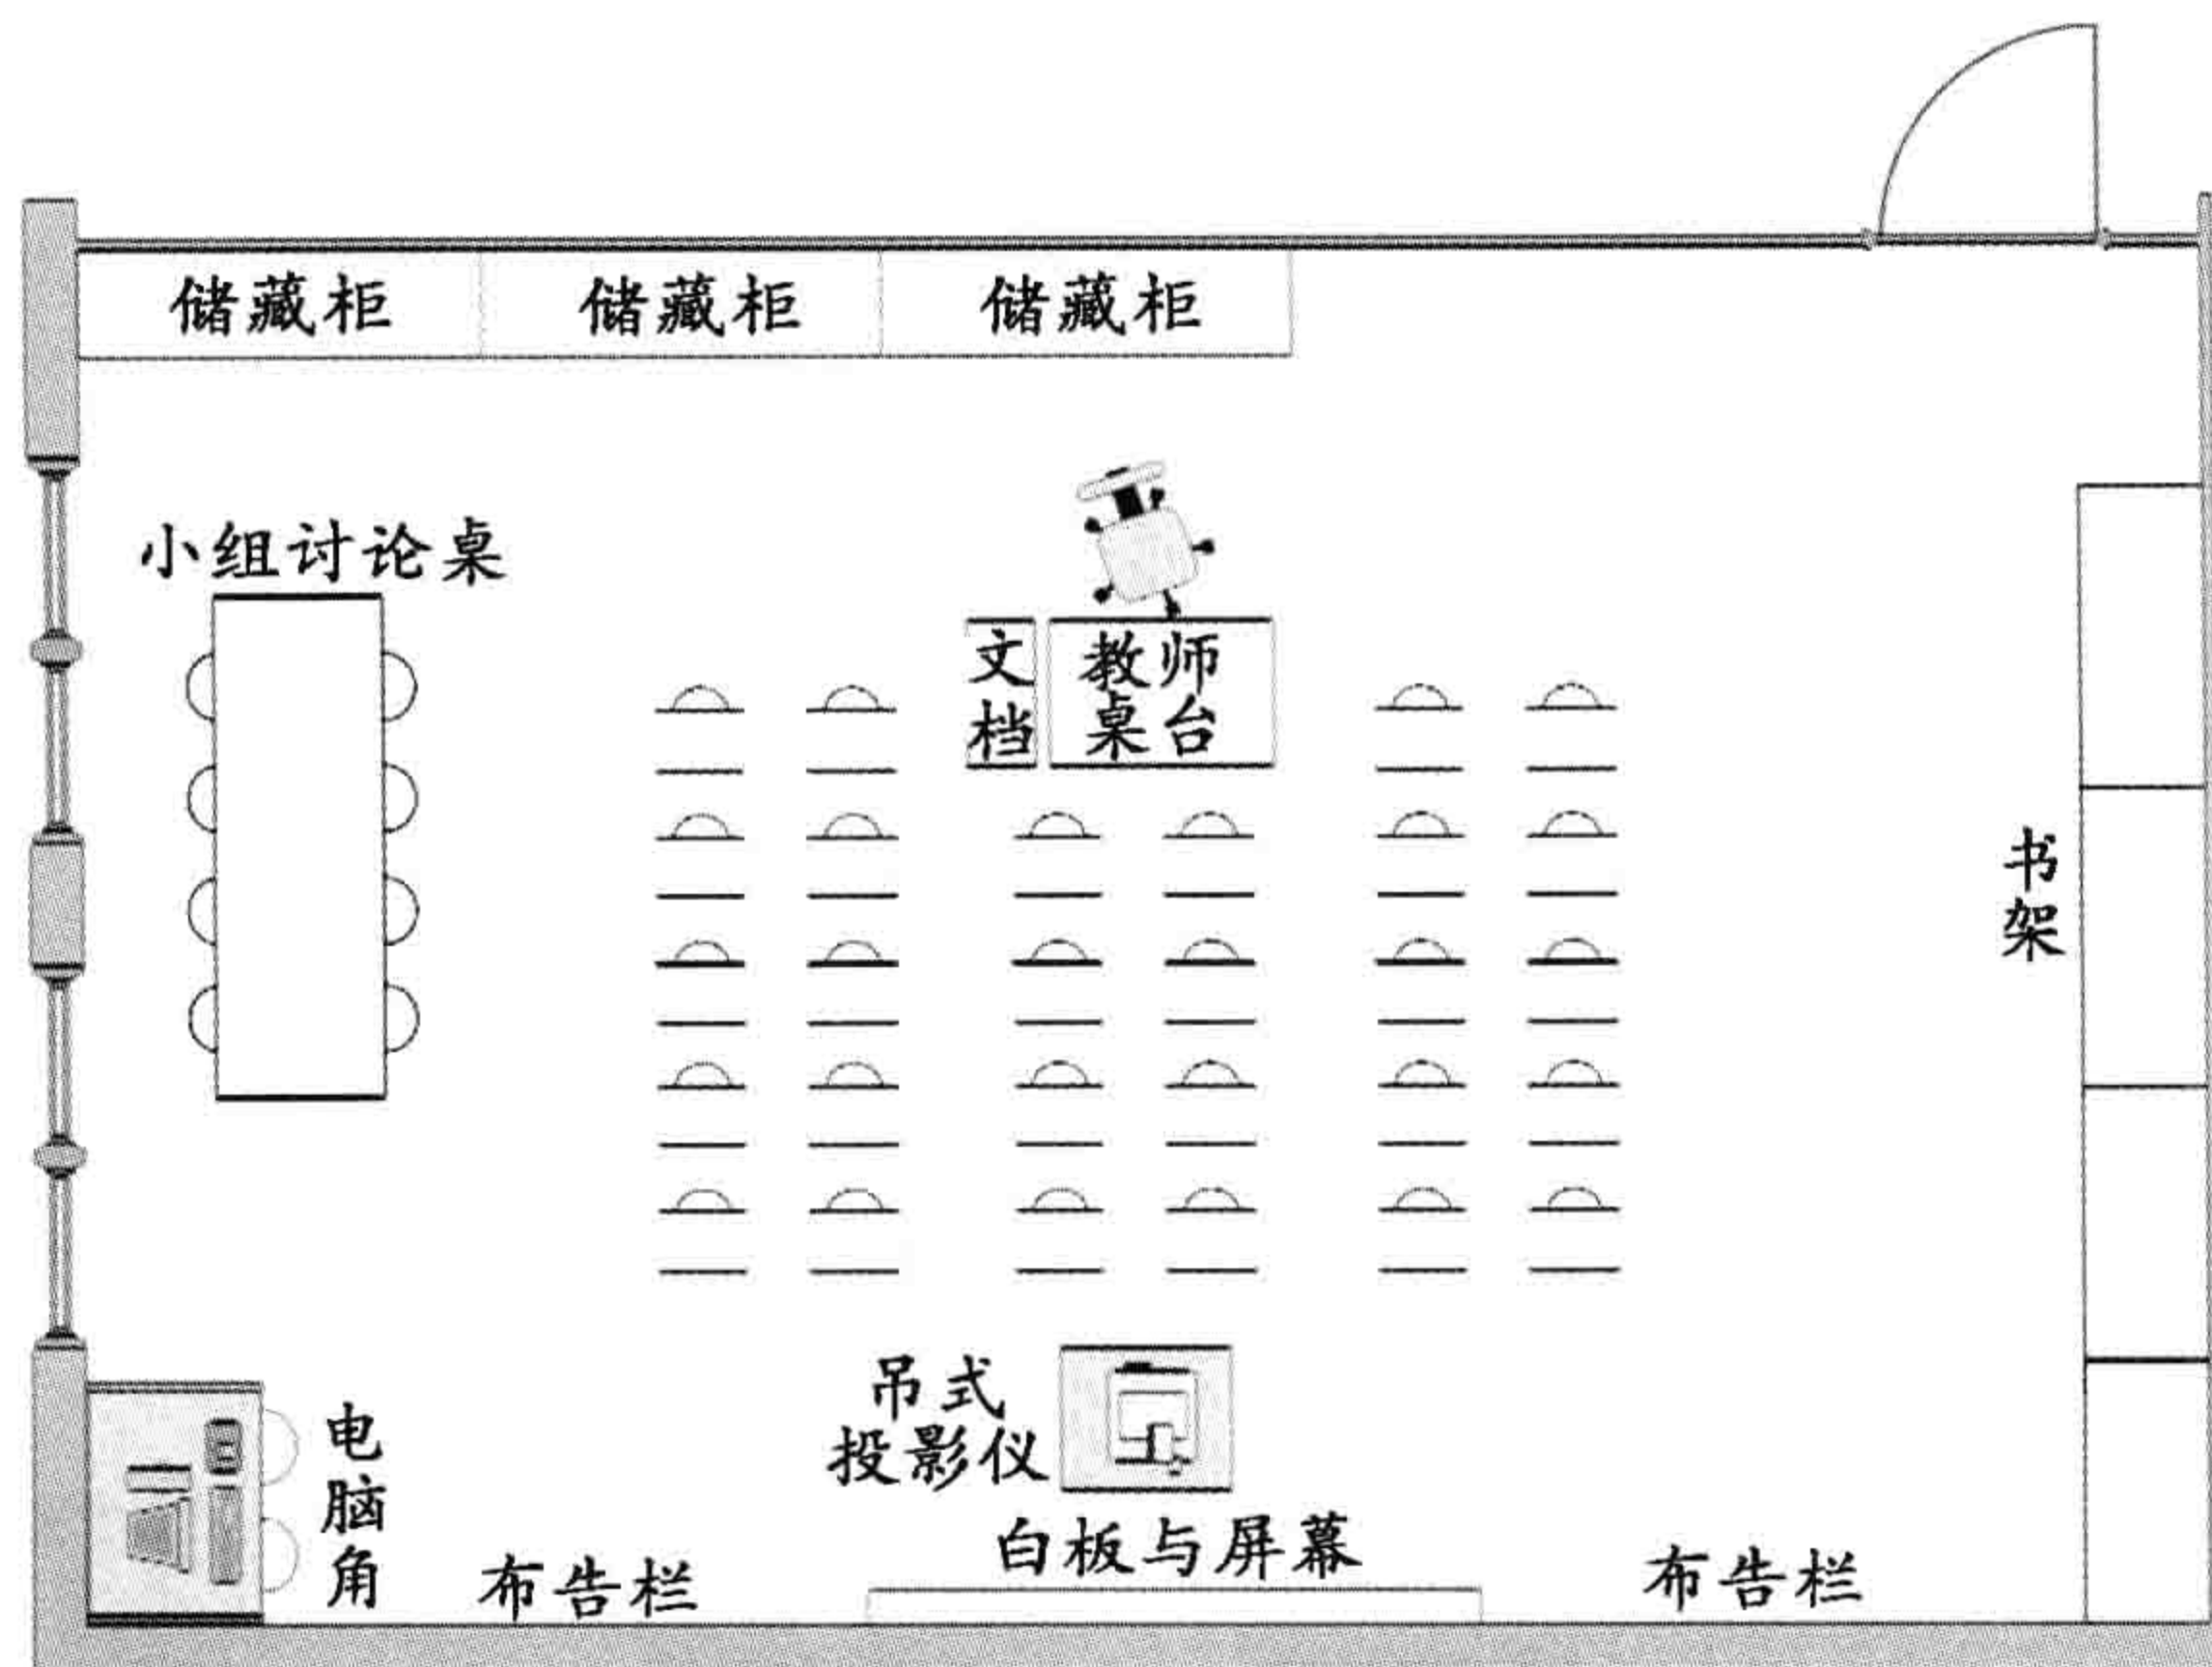 储藏柜
储藏柜
储藏柜
小组讨论桌
文档
教师
桌台
书架
吊式
投影仪
电脑角
白板与屏幕
布告栏
布告栏